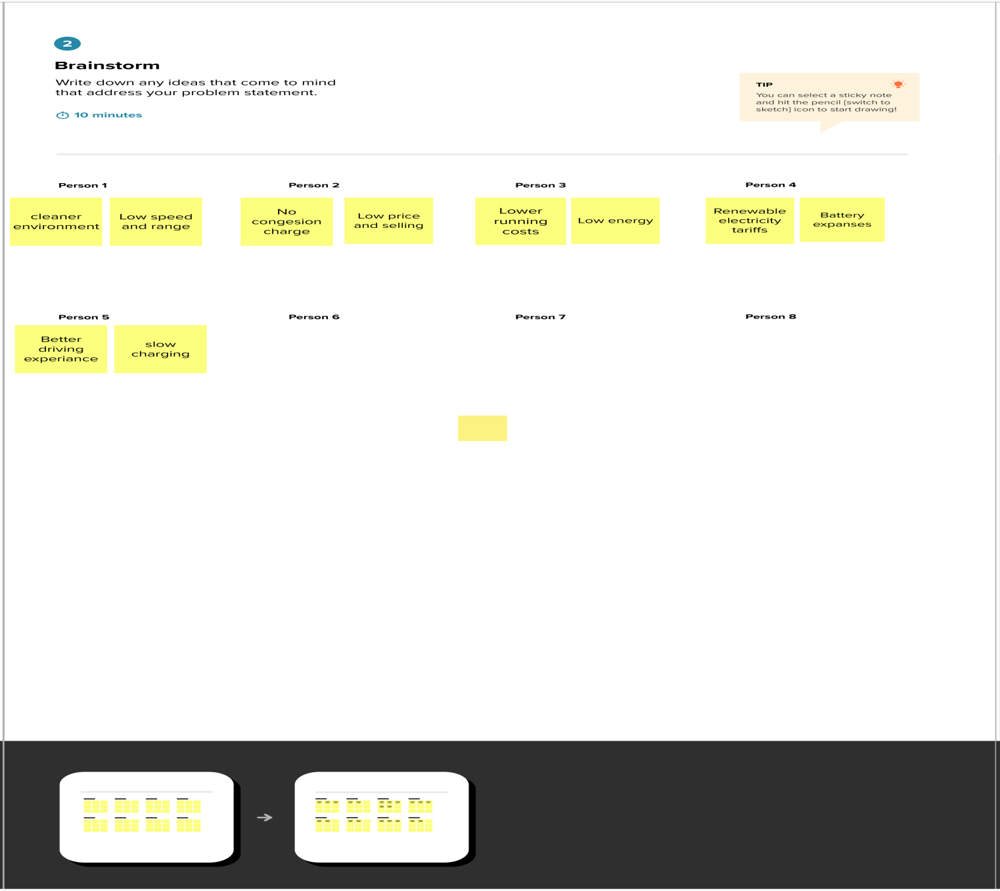 2
Brainstorm
Write down any ideas that come to mind
that address your problem statement.
10 minutes
TIP
You can select a sticky note
and hit the pencil [switch to
sketch] icon to start drawing!
Person 1
cleaner
environment
Low speed
and range
Person 2
No
congesion
charge
Low price
and selling
Person 3
Lower
running
costs
Low energy
Person 4
Renewable
electricity
tariffs
Battery
expanses
Person 5
Better
driving
experiance
slow
charging
Person 6
Person 7
Person 8